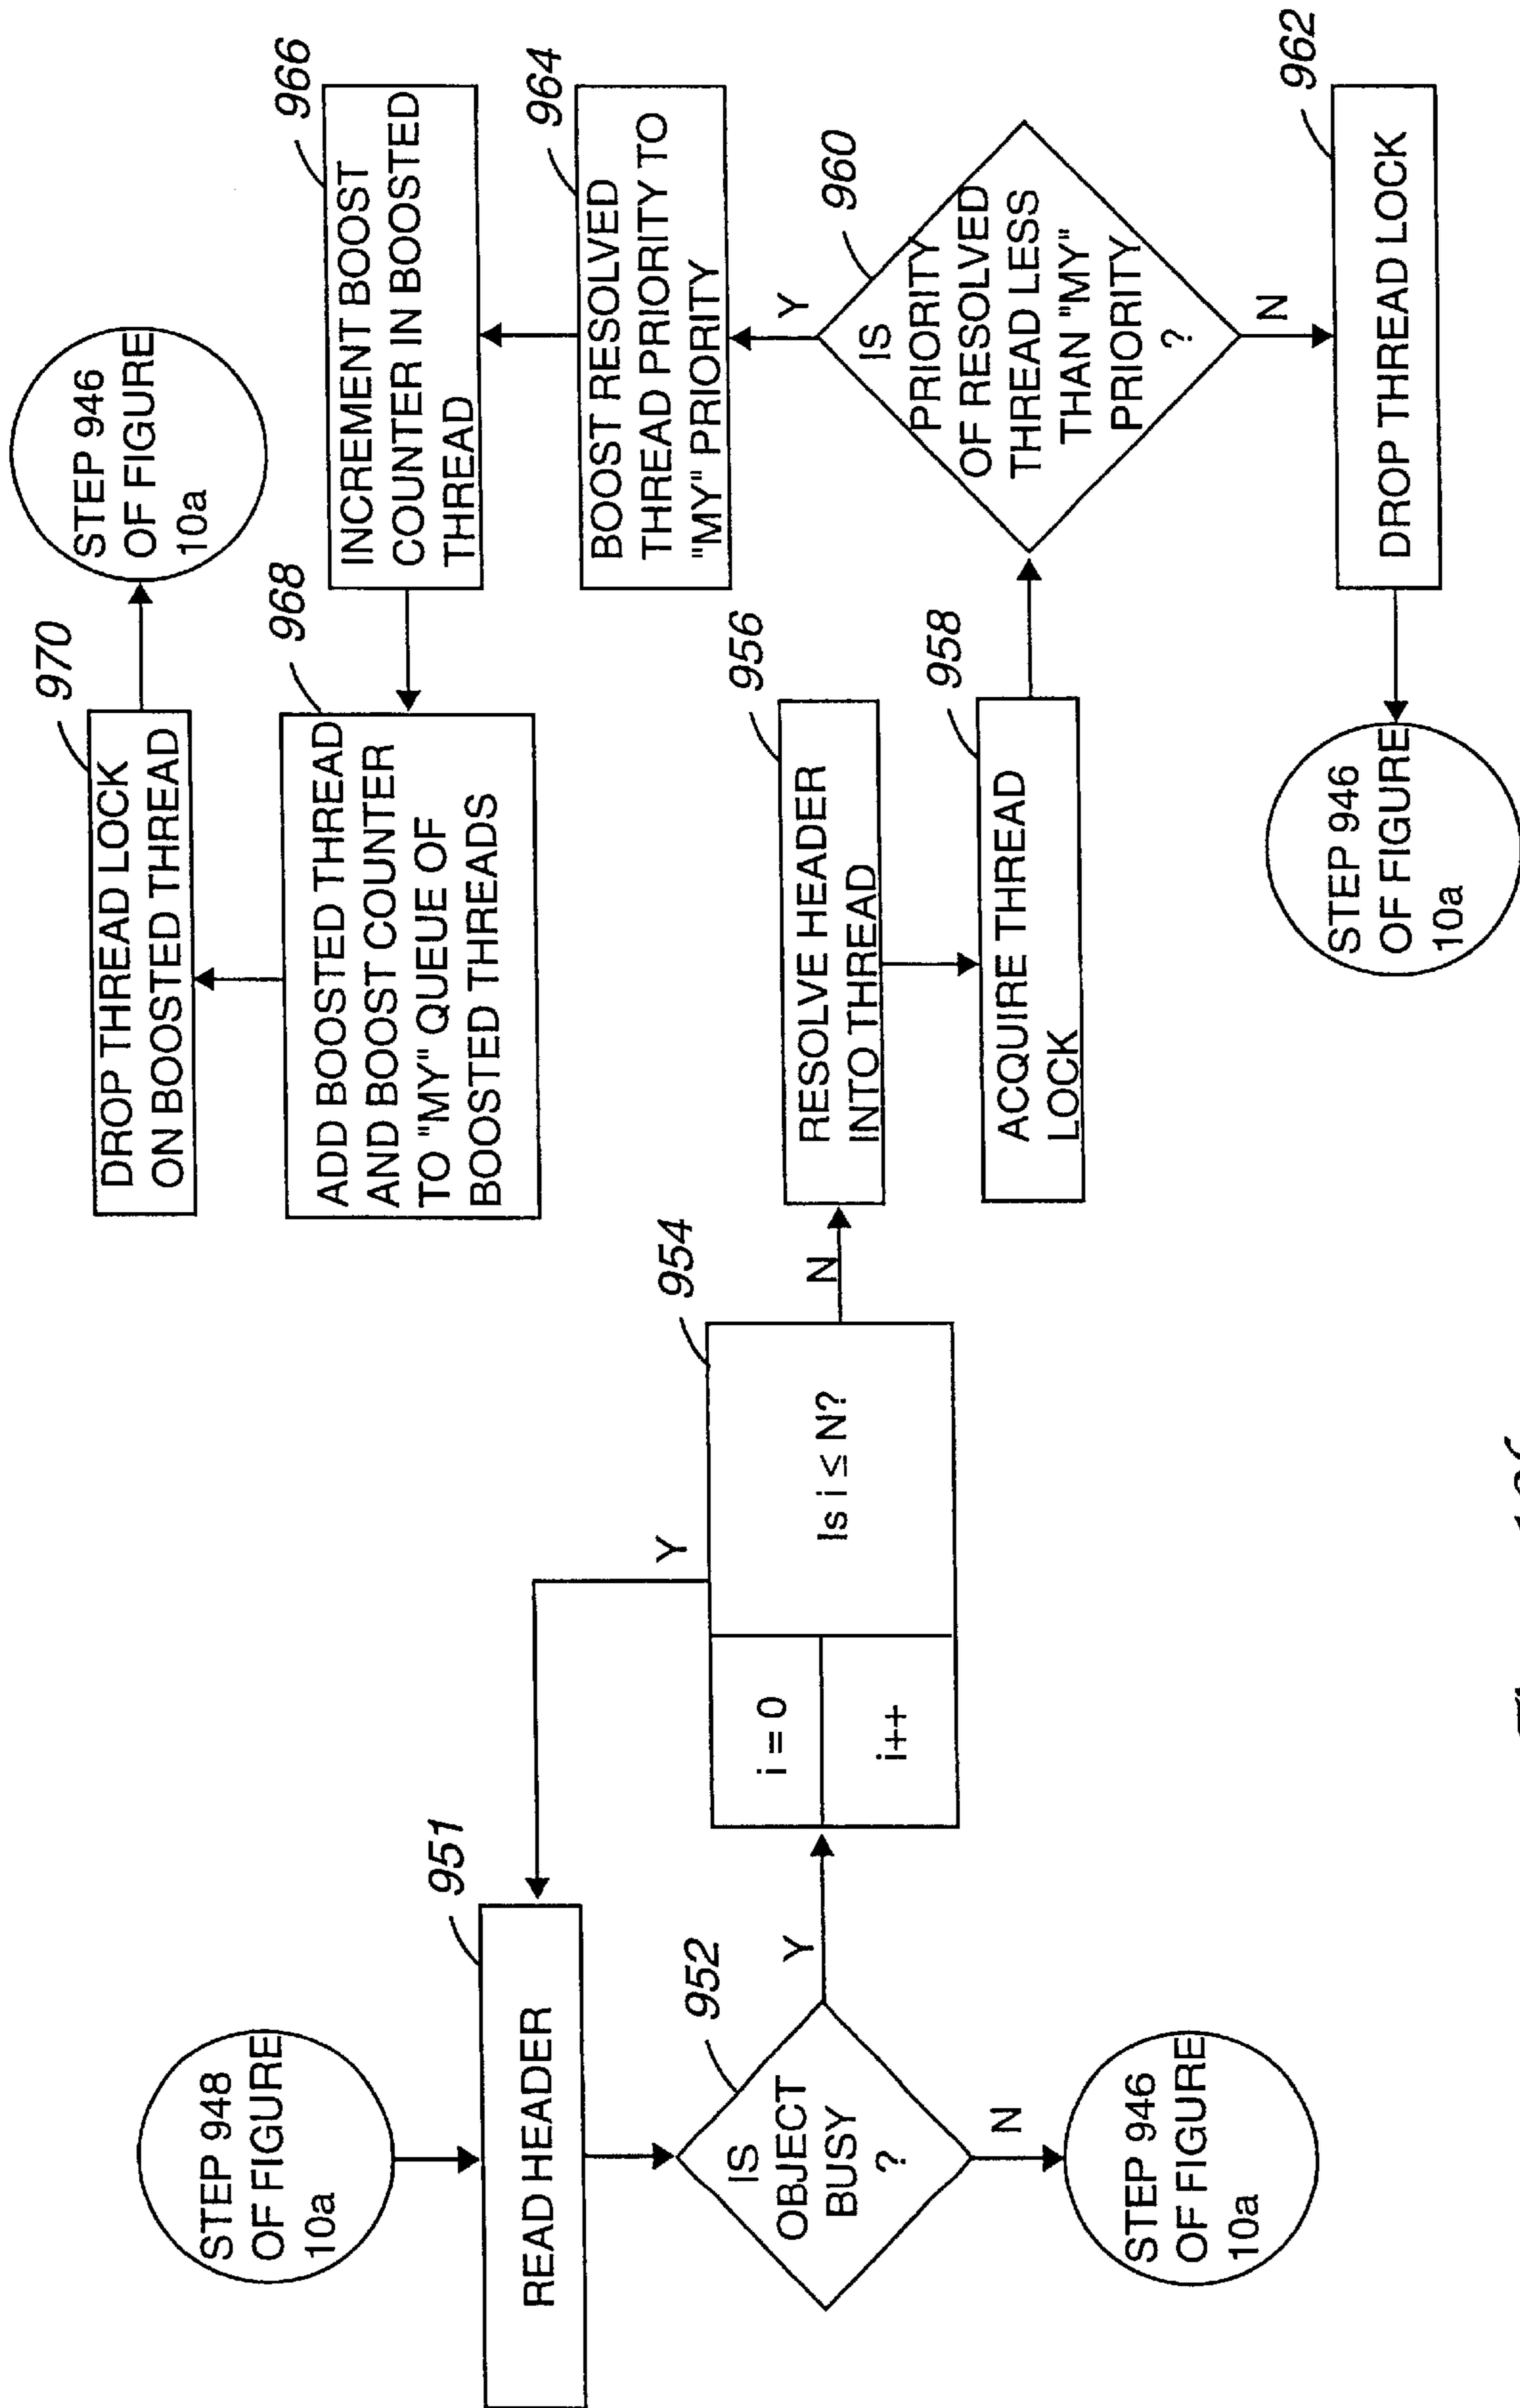 STEP 948
OF FIGURE
10a
951
READ HEADER
952
IS
OBJECT
BUSY
?
Y
N
STEP 946
OF FIGURE
10a
954
i = 0
i++
Is i ≤ N?
Y
N
956
RESOLVE HEADER
INTO THREAD
958
ACQUIRE THREAD
LOCK
960
IS
PRIORITY
OF RESOLVED
THREAD LESS
THAN "MY"
PRIORITY
?
Y
N
962
DROP THREAD LOCK
STEP 946
OF FIGURE
10a
964
BOOST RESOLVED
THREAD PRIORITY TO
"MY" PRIORITY
966
INCREMENT BOOST
COUNTER IN BOOSTED
THREAD
968
ADD BOOSTED THREAD
AND BOOST COUNTER
TO "MY" QUEUE OF
BOOSTED THREADS
970
DROP THREAD LOCK
ON BOOSTED THREAD
STEP 946
OF FIGURE
10a